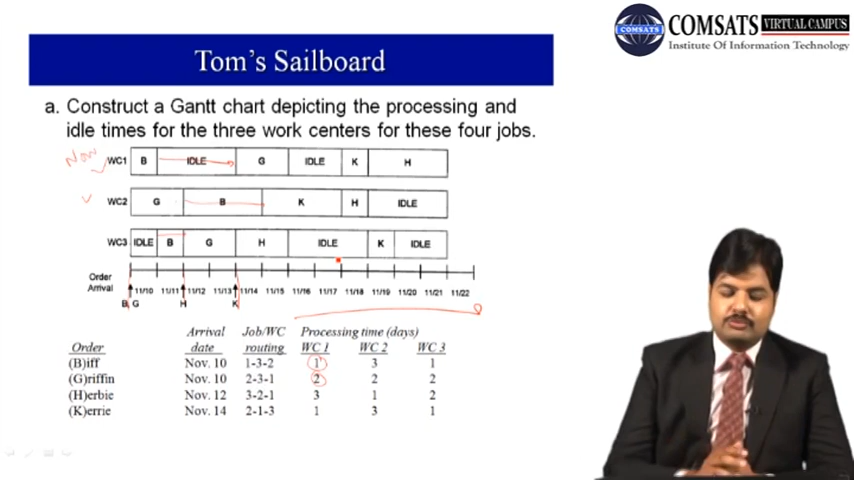 COMSATS VIRTUAL CAMPUS
COMSATS
Institute Of Information Technology
Tom's Sailboard
a. Construct a Gantt chart depicting the processing and
idle times for the three work centers for these four jobs.
Now
WC1 B IDLE G IDLE K H
WC2 G B K H IDLE
WC3 IDLE B G H IDLE K IDLE
Order
Arrival
11/10 11/11 11/12 11/13 11/14 11/15 11/16 11/17 11/18 11/19 11/20 11/21 11/22
B G H K
Arrival Job/WC Processing time (days)
Order date routing WC 1 WC 2 WC 3
(B)iff Nov. 10 1-3-2 1 3 1
(G)riffin Nov. 10 2-3-1 2 2 2
(H)erbie Nov. 12 3-2-1 3 1 2
(K)errie Nov. 14 2-1-3 1 3 1